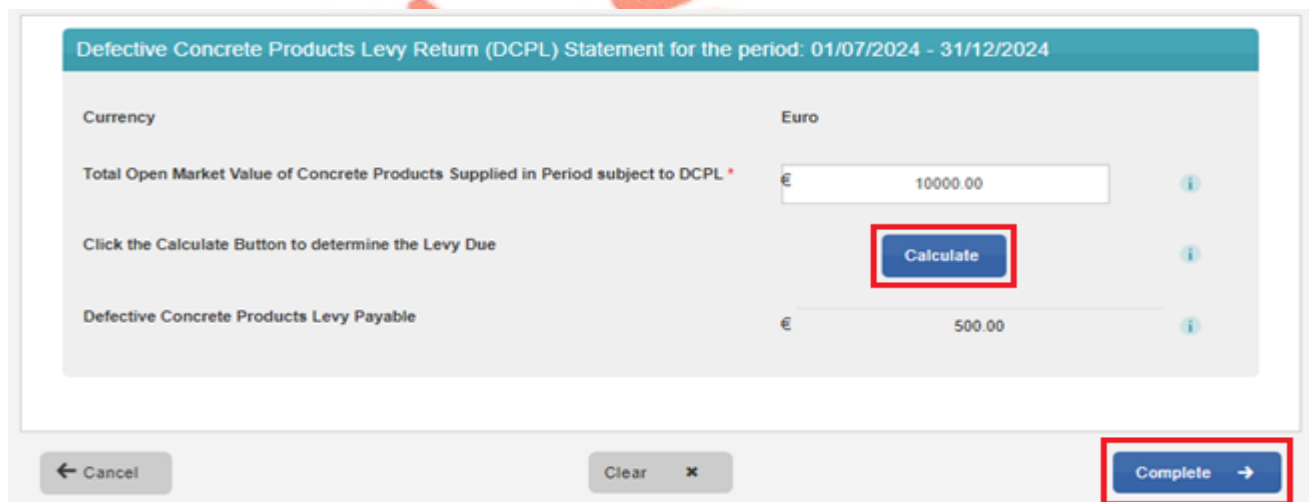 Defective Concrete Products Levy Return (DCPL) Statement for the period: 01/07/2024 - 31/12/2024
Currency Euro
Total Open Market Value of Concrete Products Supplied in Period subject to DCPL * € 10000.00
Click the Calculate Button to determine the Levy Due Calculate
Defective Concrete Products Levy Payable € 500.00
Cancel Clear Complete